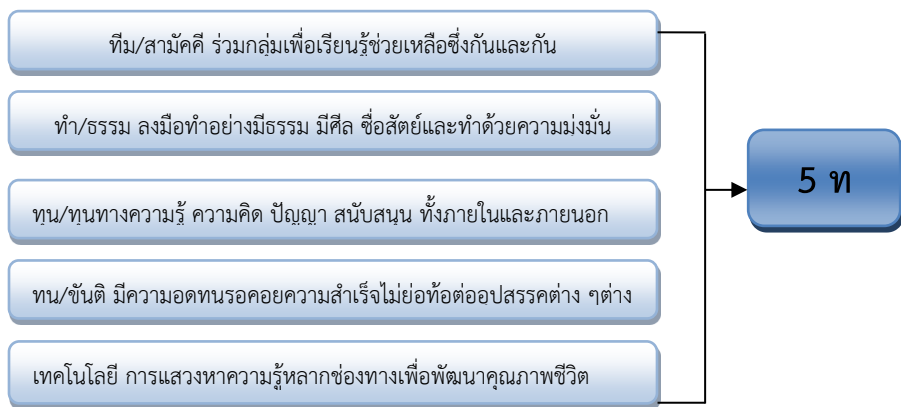 ทีม/สามัคคี ร่วมกลุ่มเพื่อเรียนรู้ช่วยเหลือซึ่งกันและกัน
ทำ/ธรรม ลงมือทำอย่างมีธรรม มีศีล ซื่อสัตย์และทำด้วยความม่งมั่น
5 ท
ทุน/ทุนทางความรู้ ความคิด ปัญญา สนับสนุน ทั้งภายในและภายนอก
ทน/ขันติ มีความอดทนรอคอยความสำเร็จไม่ย่อท้อต่ออุปสรรคต่าง ๆต่าง
เทคโนโลยี การแสวงหาความรู้หลากช่องทางเพื่อพัฒนาคุณภาพชีวิต